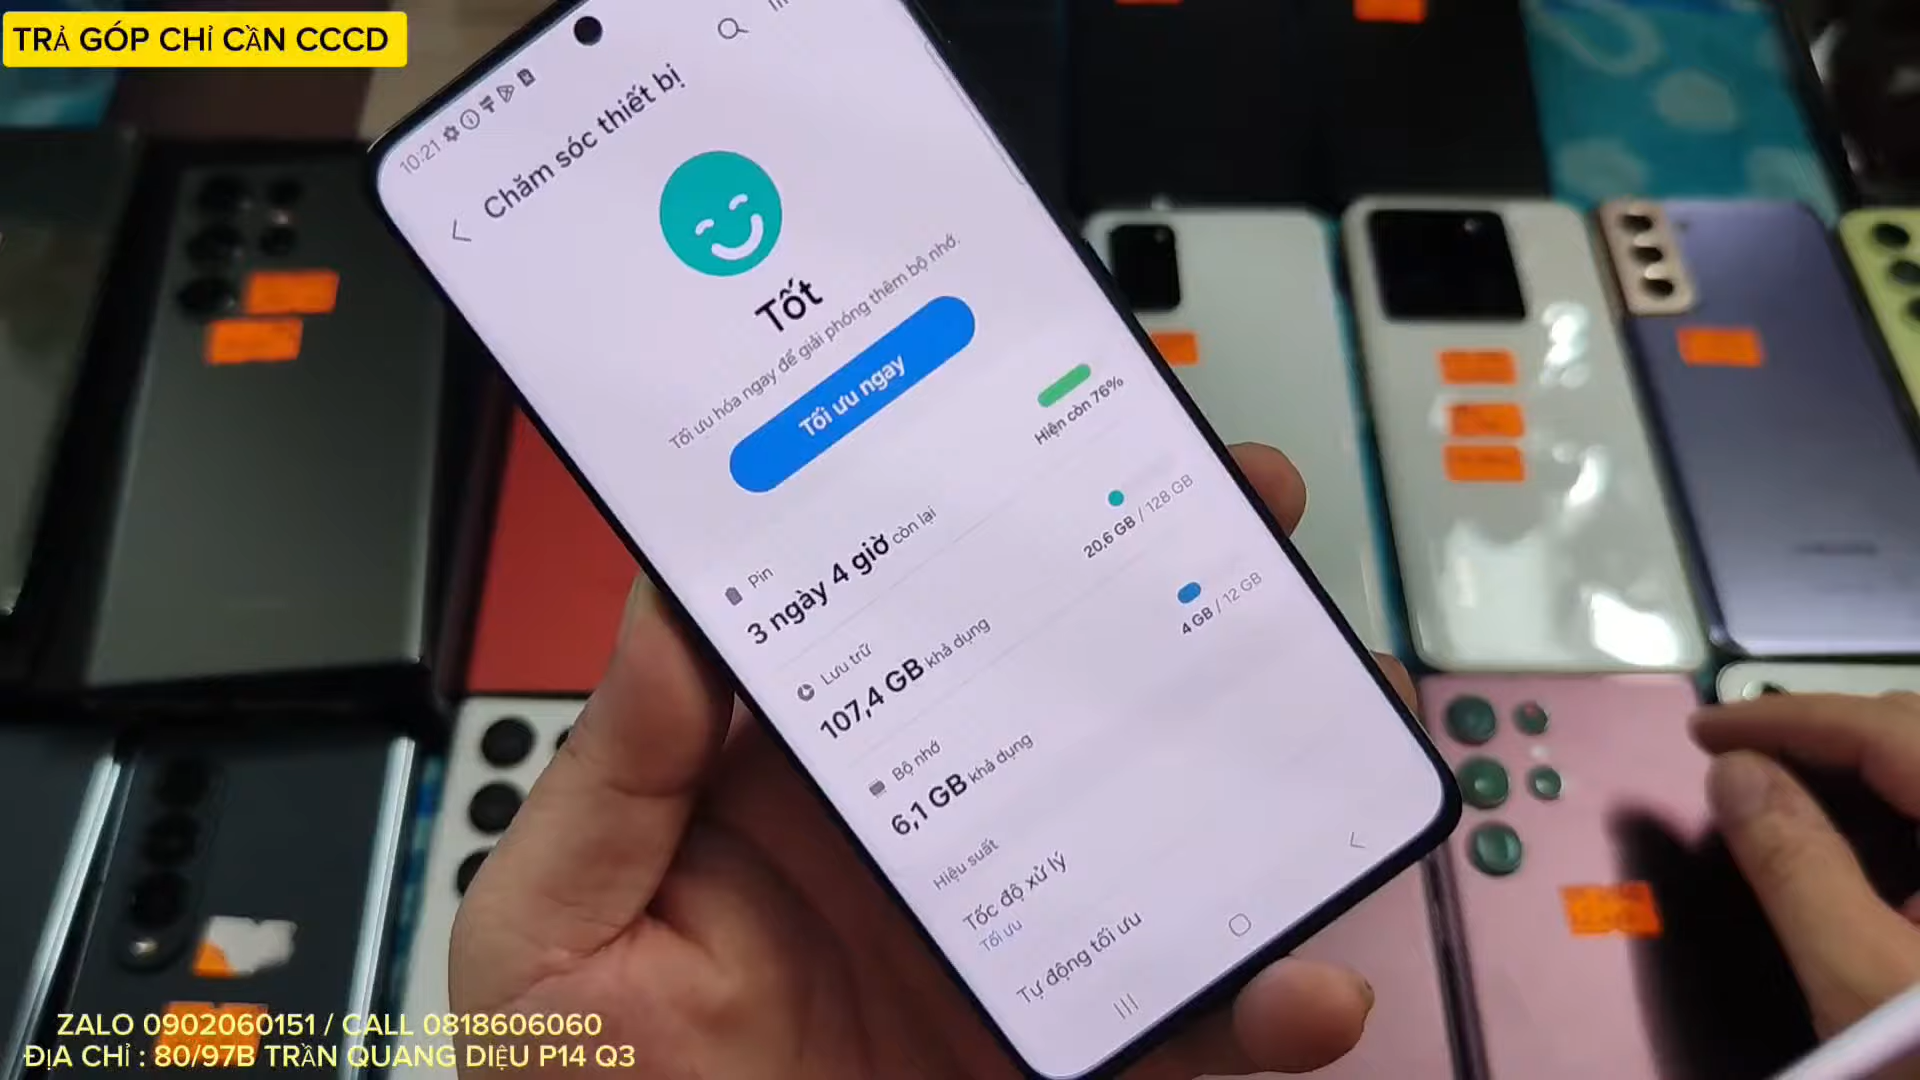 TRẢ GÓP CHỈ CẦN CCCD
10:21
Chăm sóc thiết bị
Tốt
Tối ưu hóa ngay để giải phóng thêm bộ nhớ.
Tối ưu ngay
Pin
3 ngày 4 giờ còn lại
Hiện còn 76%
Lưu trữ
107,4 GB khả dụng
20,6 GB / 128 GB
Bộ nhớ
6,1 GB khả dụng
4 GB / 12 GB
Hiệu suất
Tốc độ xử lý
Tối ưu
Tự động tối ưu
ZALO 0902060151 / CALL 0818606060
ĐỊA CHỈ : 80/97B TRẦN QUANG DIỆU P14 Q3